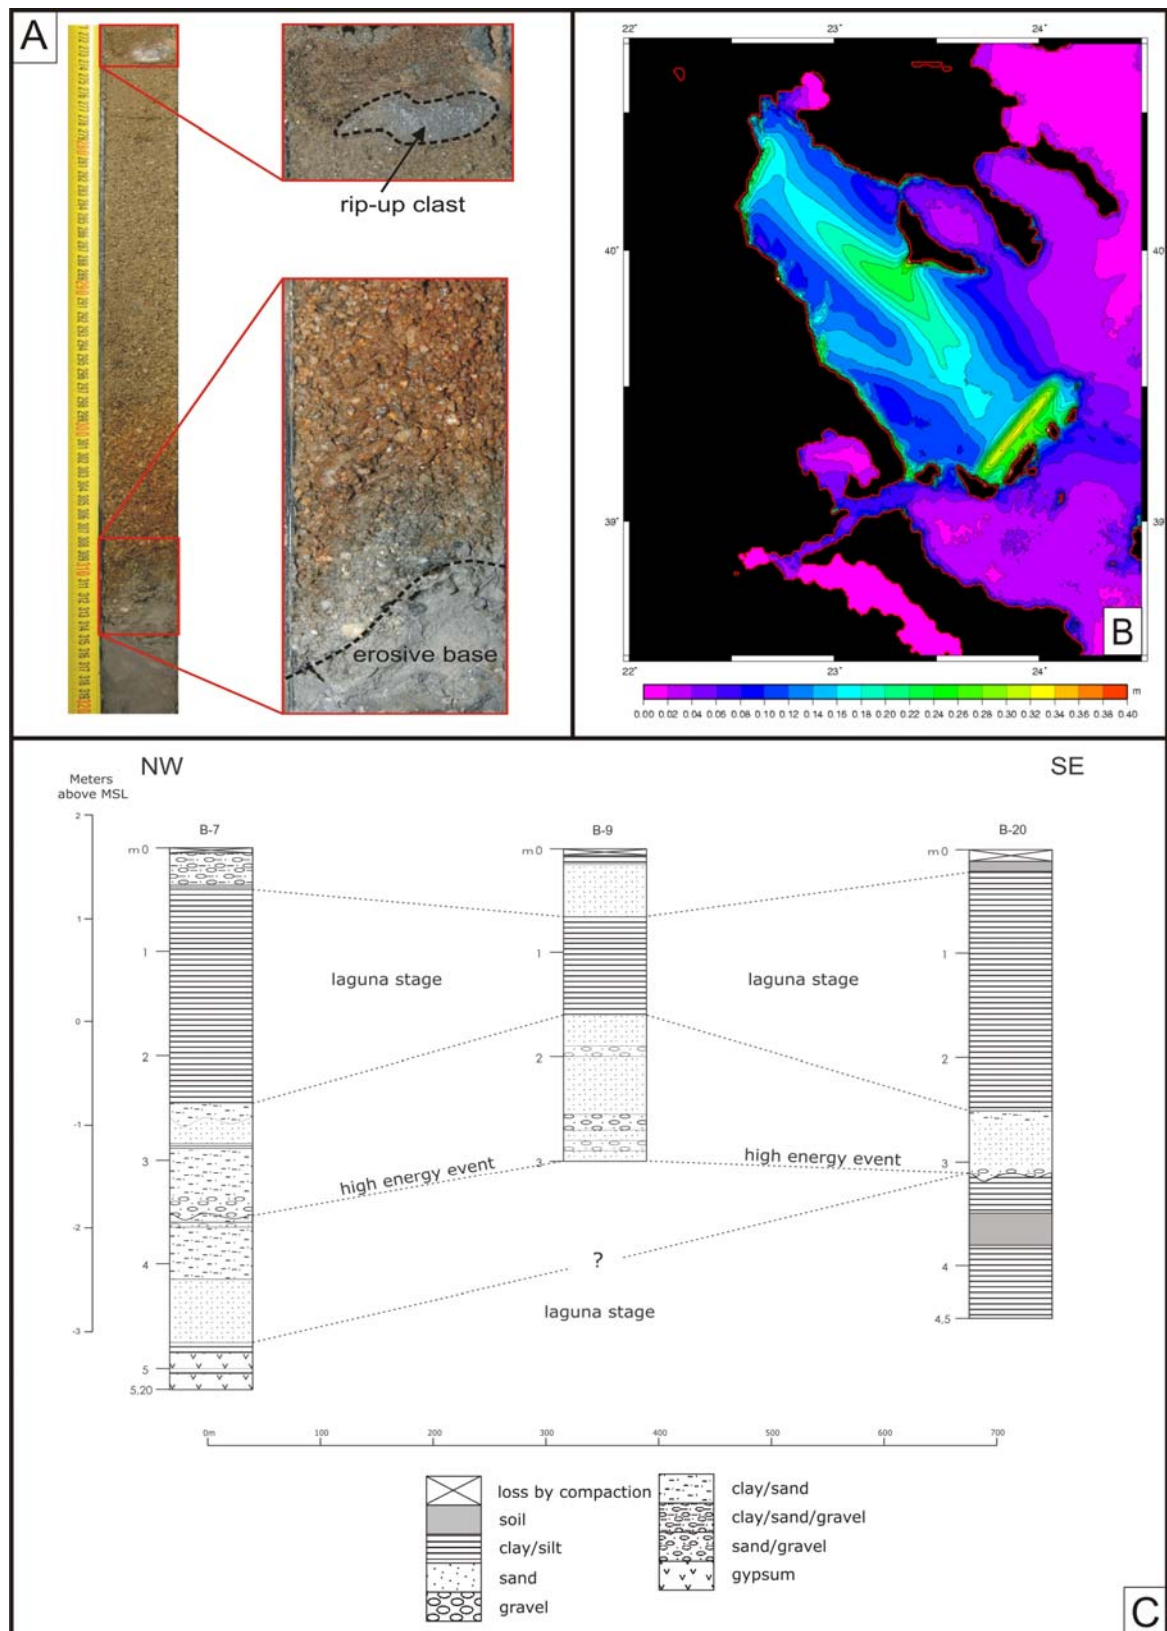 A
rip-up clast
erosive base
22°
23°
24°
40°
40°
39°
39°
22°
23°
24°
B
m
0.00 0.02 0.04 0.06 0.08 0.10 0.12 0.14 0.16 0.18 0.20 0.22 0.24 0.26 0.28 0.30 0.32 0.34 0.36 0.38 0.40
NW
SE
Meters
above MSL
2
1
0
-1
-2
-3
B-7
m 0
1
2
3
4
5
5,20
B-9
m 0
1
2
3
B-20
m 0
1
2
3
4
4,5
laguna stage
laguna stage
high energy event
high energy event
?
laguna stage
0m 100 200 300 400 500 600 700
loss by compaction
soil
clay/silt
sand
gravel
clay/sand
clay/sand/gravel
sand/gravel
gypsum
C